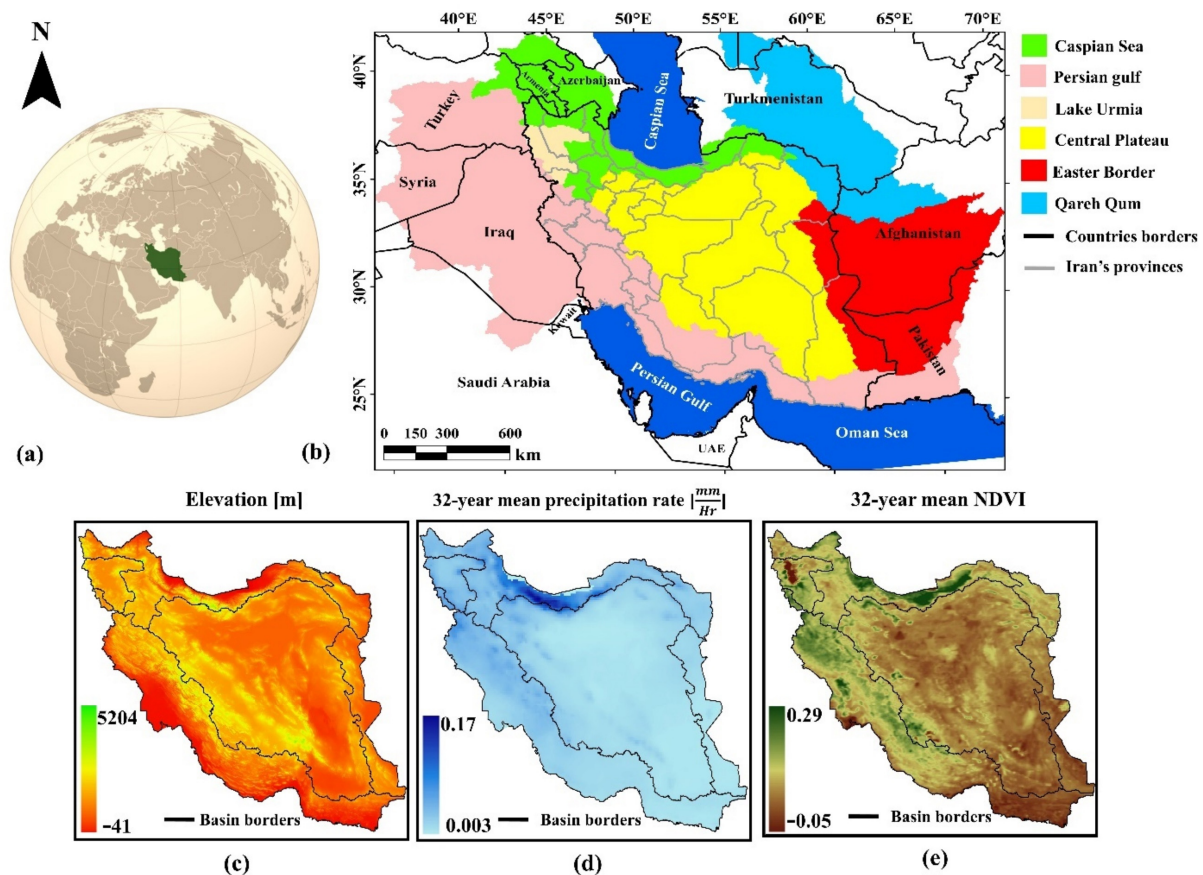 N
(a)
40°E 45°E 50°E 55°E 60°E 65°E 70°E
40°N
35°N
30°N
25°N
Turkey
Armenia
Azerbaijan
Caspian Sea
Turkmenistan
Syria
Iraq
Afghanistan
Kuwait
Pakistan
Saudi Arabia
Persian Gulf
Oman Sea
UAE
0 150 300 600
km
(b)
Caspian Sea
Persian gulf
Lake Urmia
Central Plateau
Easter Border
Qareh Qum
Countries borders
Iran's provinces
Elevation [m]
5204
-41
Basin borders
(c)
32-year mean precipitation rate [mm/Hr]
0.17
0.003
Basin borders
(d)
32-year mean NDVI
0.29
-0.05
Basin borders
(e)